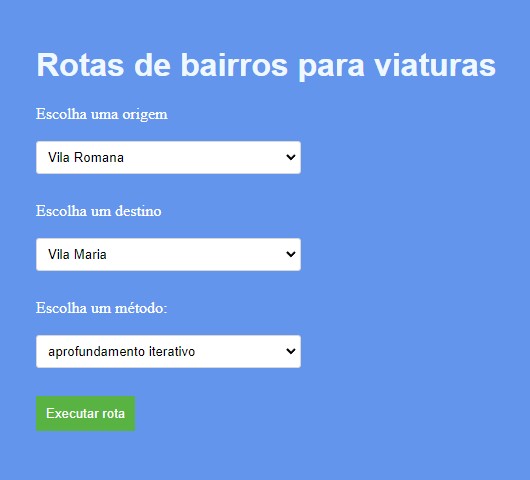 Rotas de bairros para viaturas
Escolha uma origem
Vila Romana
Escolha um destino
Vila Maria
Escolha um método:
aprofundamento iterativo
Executar rota